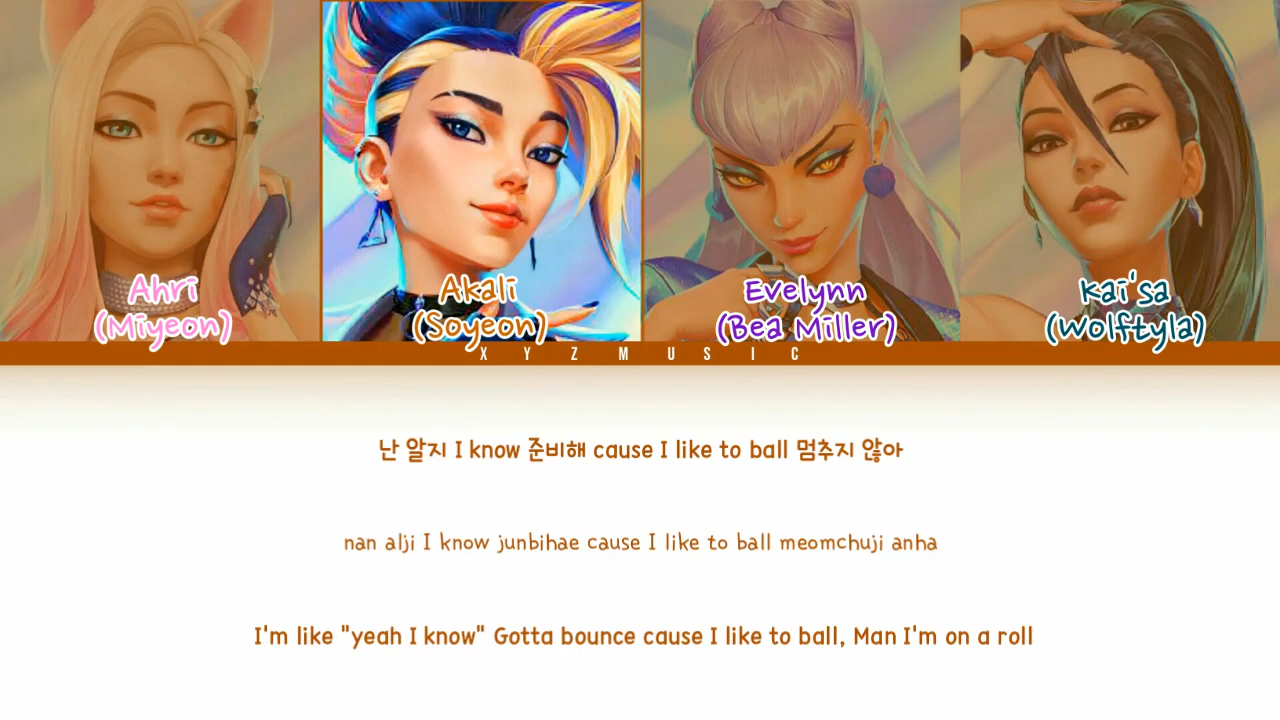 Ahri
(Miyeon)
Akali
(Soyeon)
Evelynn
(Bea Miller)
Kai'sa
(Wolftyla)
X Y Z M U S I C
난 알지 I know 준비해 cause I like to ball 멈추지 않아
nan alji I know junbihae cause I like to ball meomchuji anha
I'm like "yeah I know" Gotta bounce cause I like to ball, Man I'm on a roll